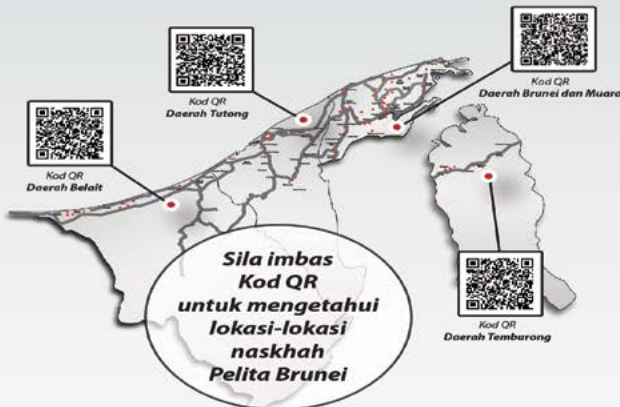 Kod QR
Daerah Tutong
Kod QR
Daerah Brunei dan Muara
Kod QR
Daerah Belait
Sila imbas
Kod QR
untuk mengetahui
lokasi-lokasi
naskhah
Pelita Brunei
Kod QR
Daerah Temburong